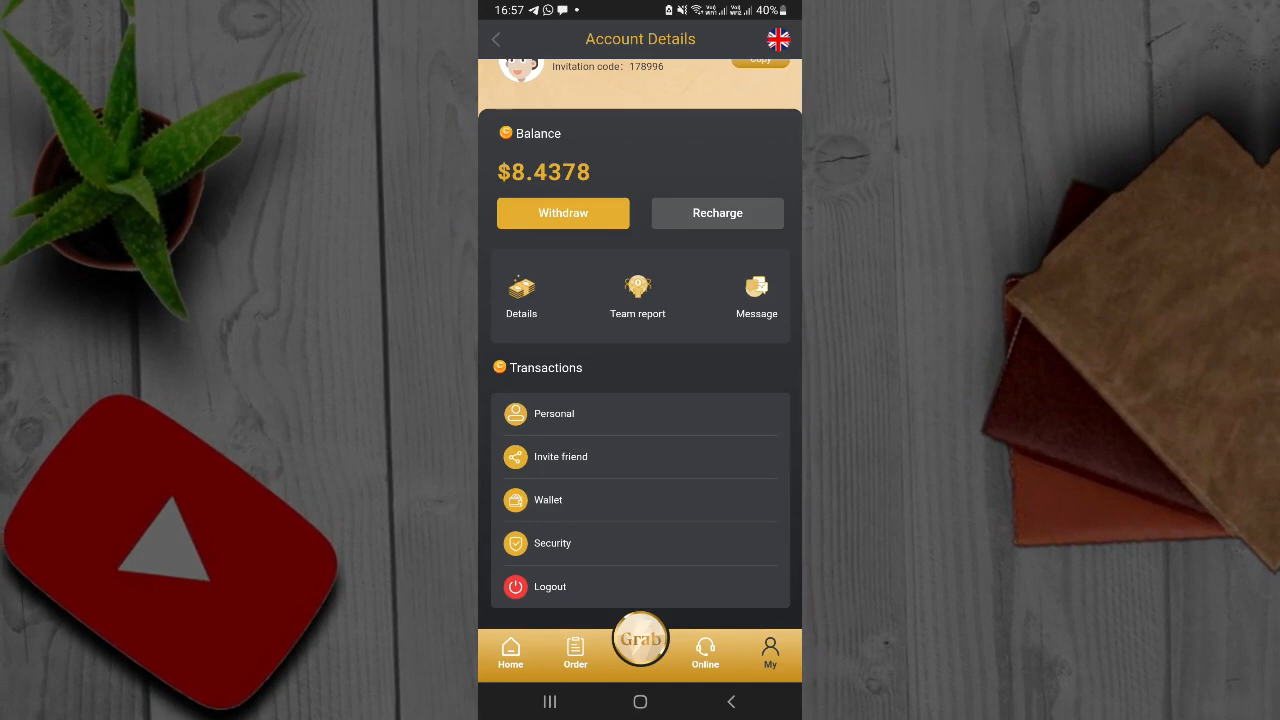 16:57
40%
Account Details
Invitation code: 178996
Copy
Balance
$8.4378
Withdraw
Recharge
Details
Team report
Message
Transactions
Personal
Invite friend
Wallet
Security
Logout
Home
Order
Grab
Online
My